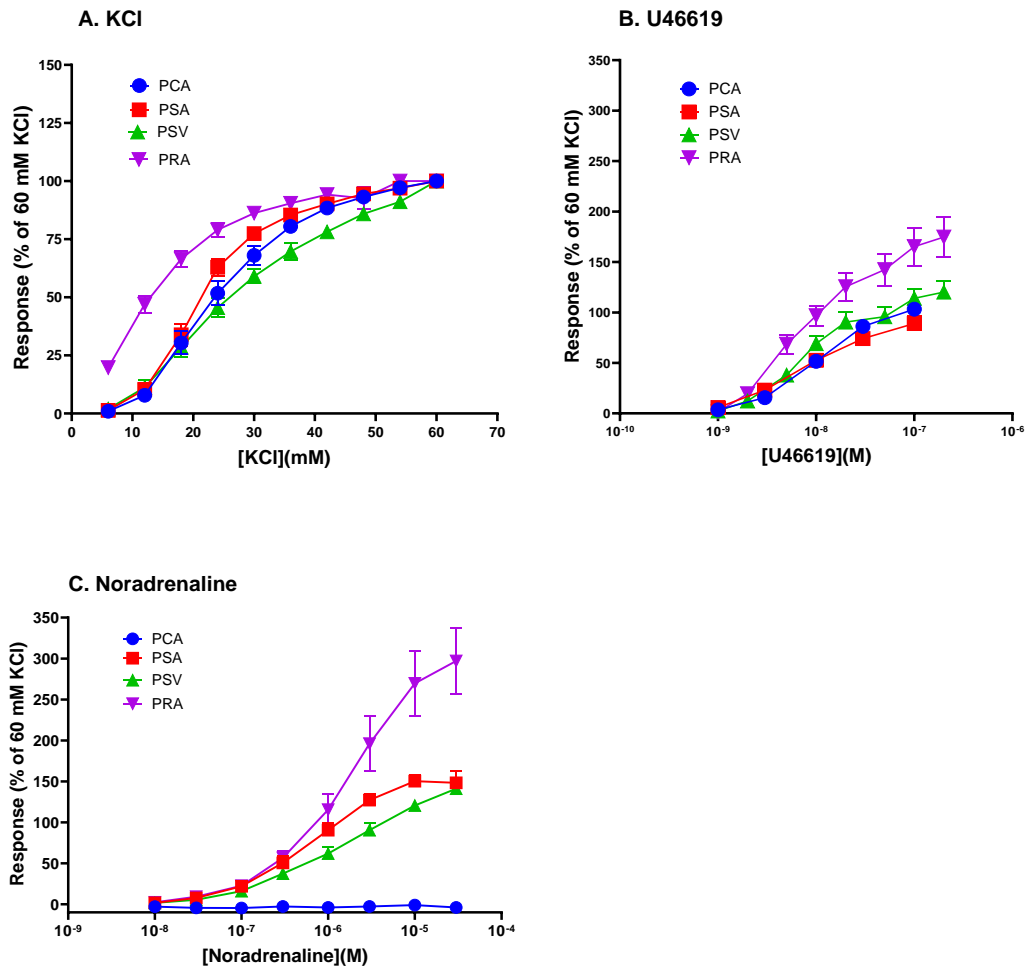 A. KCl
Response (% of 60 mM KCl)
150
125
100
75
50
25
0
PCA
PSA
PSV
PRA
0 10 20 30 40 50 60 70
[KCl](mM)
B. U46619
Response (% of 60 mM KCl)
350
300
250
200
150
100
50
0
PCA
PSA
PSV
PRA
10-10 10-9 10-8 10-7 10-6
[U46619](M)
C. Noradrenaline
Response (% of 60 mM KCl)
350
300
250
200
150
100
50
0
PCA
PSA
PSV
PRA
10-9 10-8 10-7 10-6 10-5 10-4
[Noradrenaline](M)